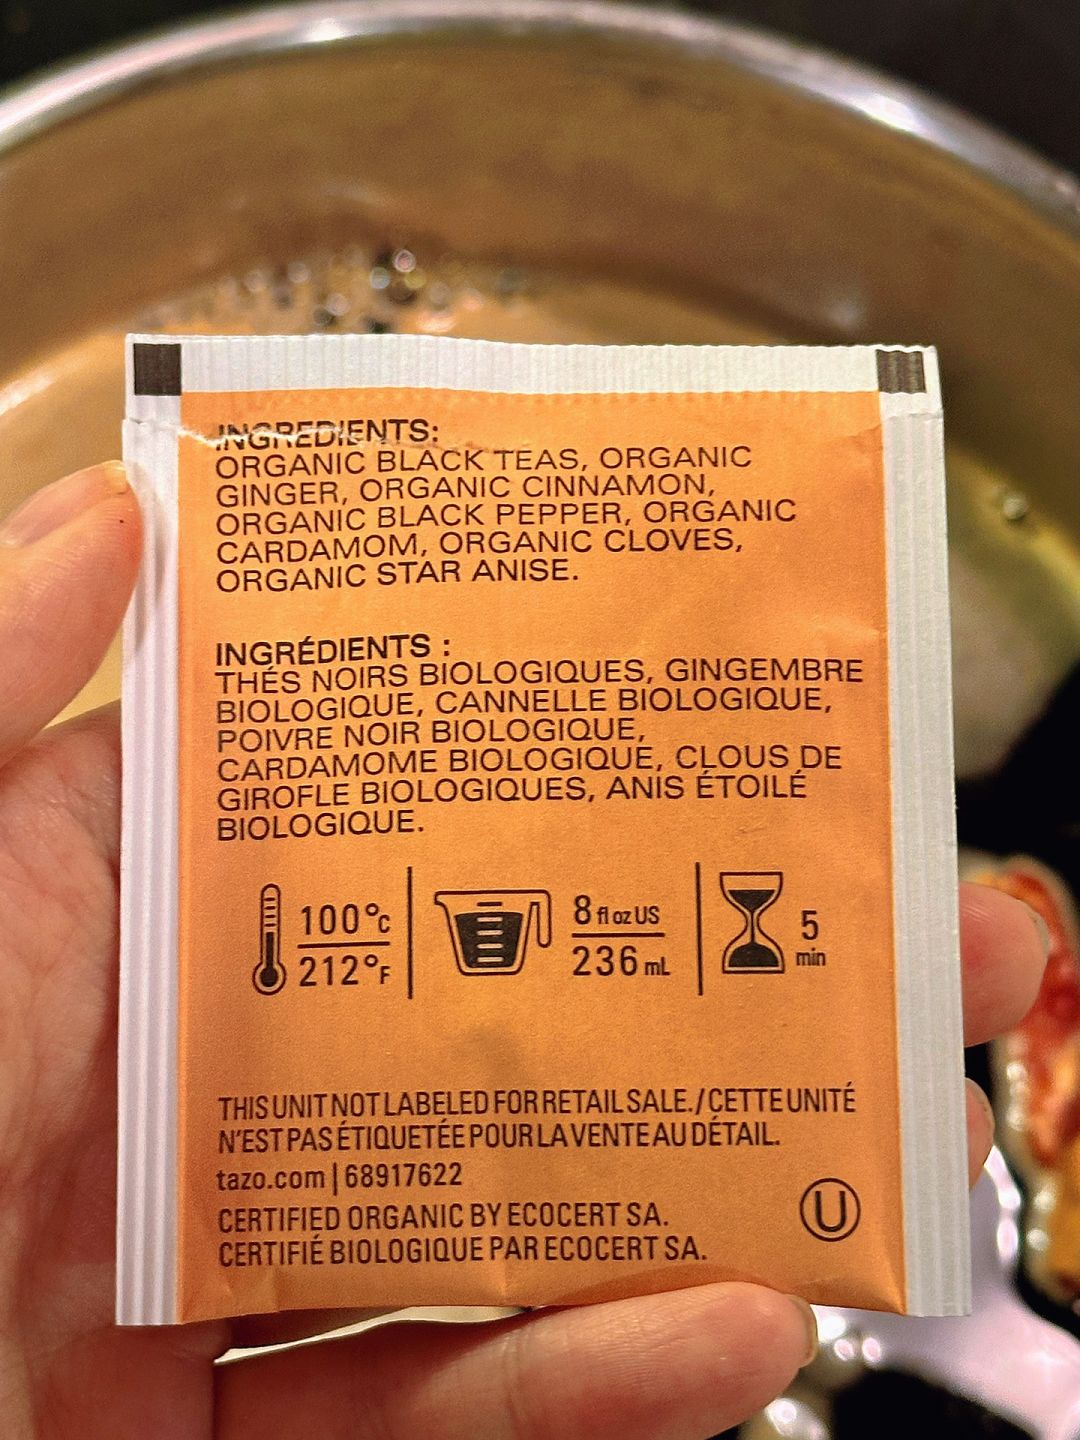 INGREDIENTS:
ORGANIC BLACK TEAS, ORGANIC
GINGER, ORGANIC CINNAMON,
ORGANIC BLACK PEPPER, ORGANIC
CARDAMOM, ORGANIC CLOVES,
ORGANIC STAR ANISE.
INGRÉDIENTS :
THÉS NOIRS BIOLOGIQUES, GINGEMBRE
BIOLOGIQUE, CANNELLE BIOLOGIQUE,
POIVRE NOIR BIOLOGIQUE,
CARDAMOME BIOLOGIQUE, CLOUS DE
GIROFLE BIOLOGIQUES, ANIS ÉTOILÉ
BIOLOGIQUE.
100°C
212°F
8 fl oz US
236 mL
5
min
THIS UNIT NOT LABELED FOR RETAIL SALE./CETTE UNITÉ
N'EST PAS ÉTIQUETÉE POUR LA VENTE AU DÉTAIL.
tazo.com | 68917622
CERTIFIED ORGANIC BY ECOCERT SA.
CERTIFIÉ BIOLOGIQUE PAR ECOCERT SA.
U